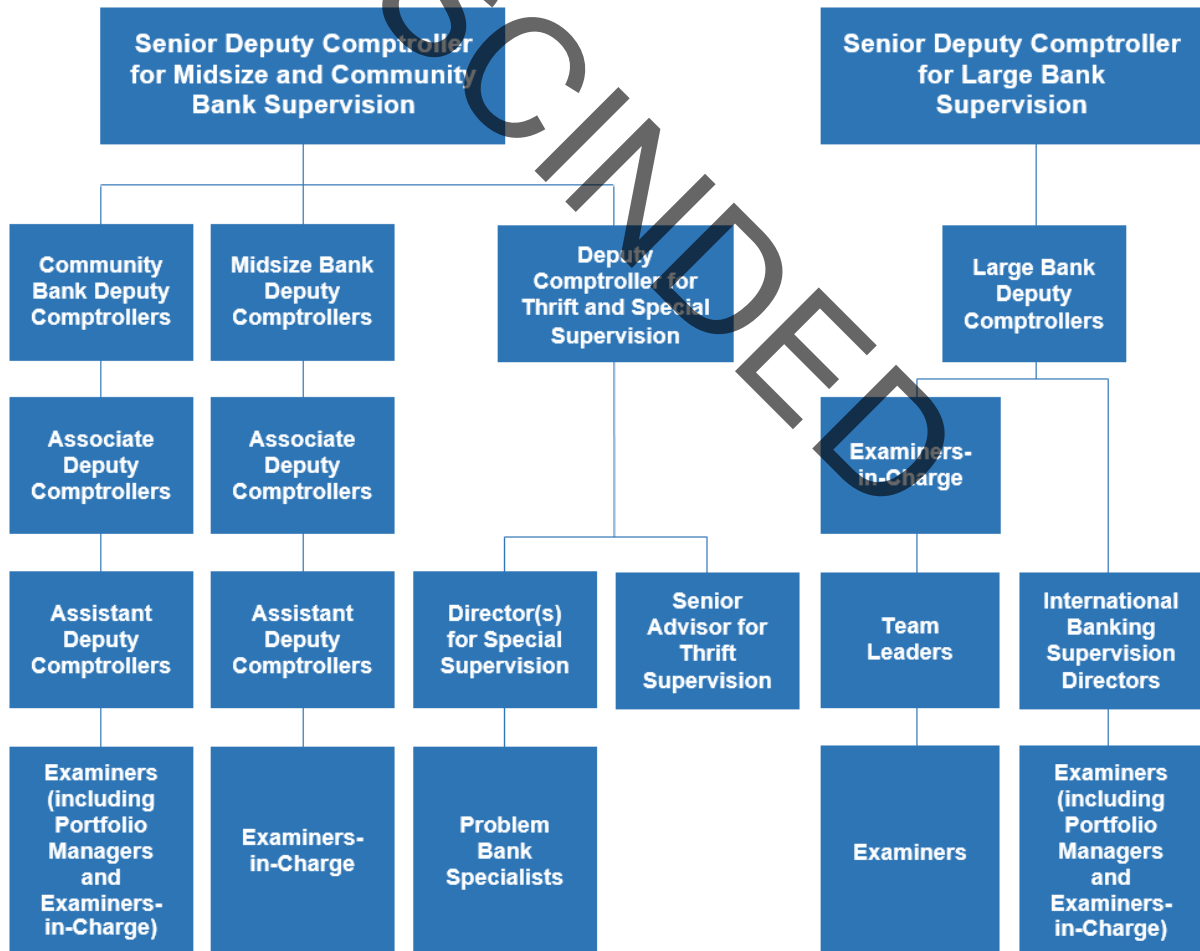 Senior Deputy Comptroller
for Midsize and Community
Bank Supervision
Senior Deputy Comptroller
for Large Bank
Supervision
Community
Bank Deputy
Comptrollers
Midsize Bank
Deputy
Comptrollers
Deputy
Comptroller for
Thrift and Special
Supervision
Large Bank
Deputy
Comptrollers
Associate
Deputy
Comptrollers
Associate
Deputy
Comptrollers
Examiners-
in-Charge
Assistant
Deputy
Comptrollers
Assistant
Deputy
Comptrollers
Director(s)
for Special
Supervision
Senior
Advisor for
Thrift
Supervision
Team
Leaders
International
Banking
Supervision
Directors
Examiners
(including
Portfolio
Managers
and
Examiners-
in-Charge)
Examiners-
in-Charge
Problem
Bank
Specialists
Examiners
Examiners
(including
Portfolio
Managers
and
Examiners-
in-Charge)
SCINDED